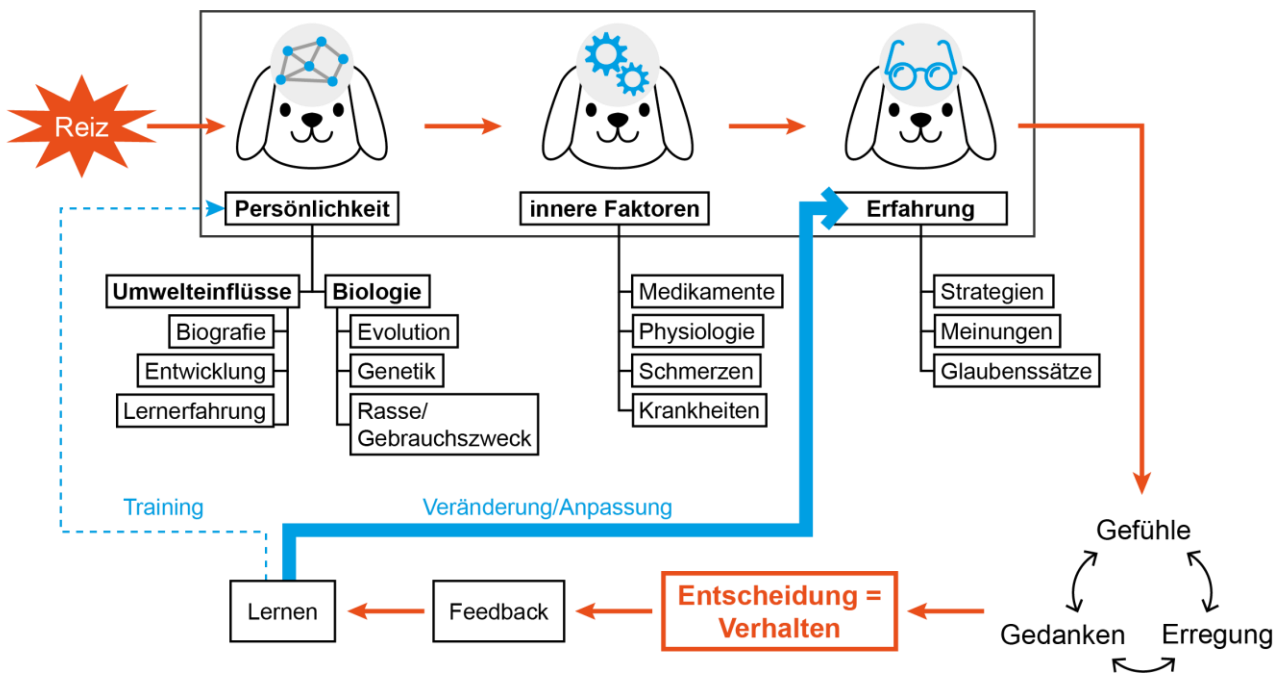 Reiz
Persönlichkeit
innere Faktoren
Erfahrung
Umwelteinflüsse
Biografie
Entwicklung
Lernerfahrung
Biologie
Evolution
Genetik
Rasse/
Gebrauchszweck
Medikamente
Physiologie
Schmerzen
Krankheiten
Strategien
Meinungen
Glaubenssätze
Training
Veränderung/Anpassung
Gefühle
Gedanken
Erregung
Entscheidung =
Verhalten
Feedback
Lernen